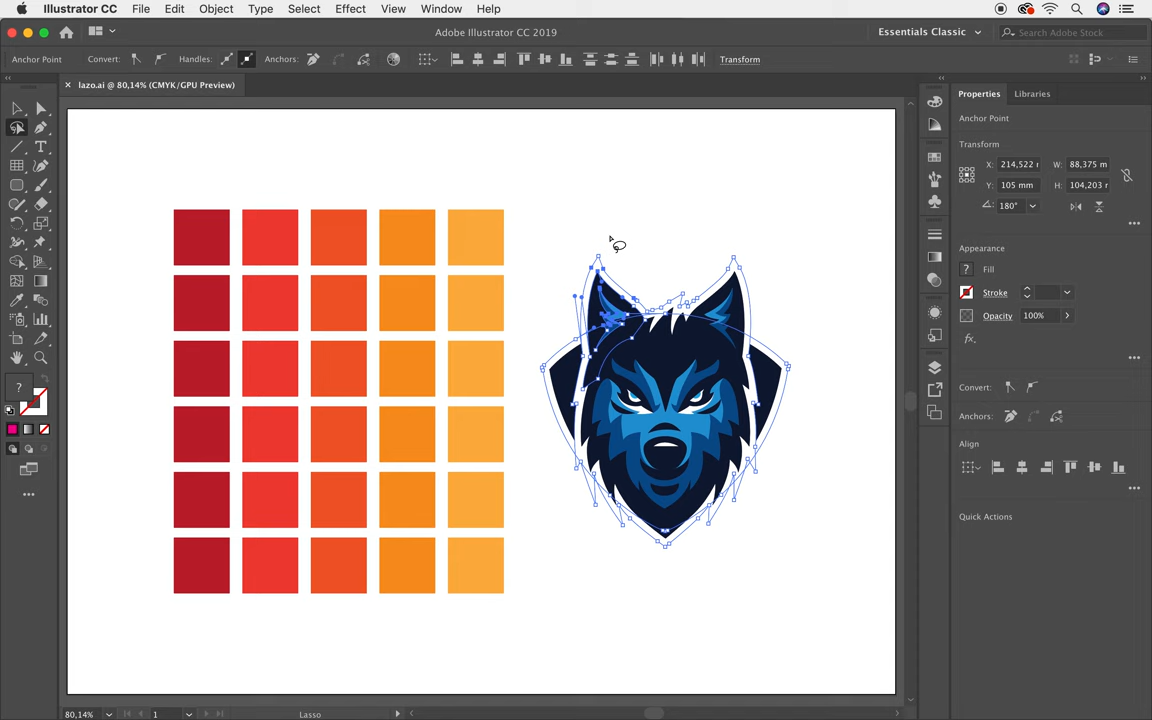 Illustrator CC File Edit Object Type Select Effect View Window Help
Adobe Illustrator CC 2019
Essentials Classic
Search Adobe Stock
Anchor Point Convert: Handles: Anchors: Transform
lazo.ai @ 80,14% (CMYK/GPU Preview)
Properties Libraries
Anchor Point
Transform
X: 214,522 W: 88,375 m
Y: 105 mm H: 104,203
180°
Appearance
? Fill
Stroke
Opacity 100%
fx.
Convert:
Anchors:
Align
Quick Actions
?
80,14% 1 Lasso